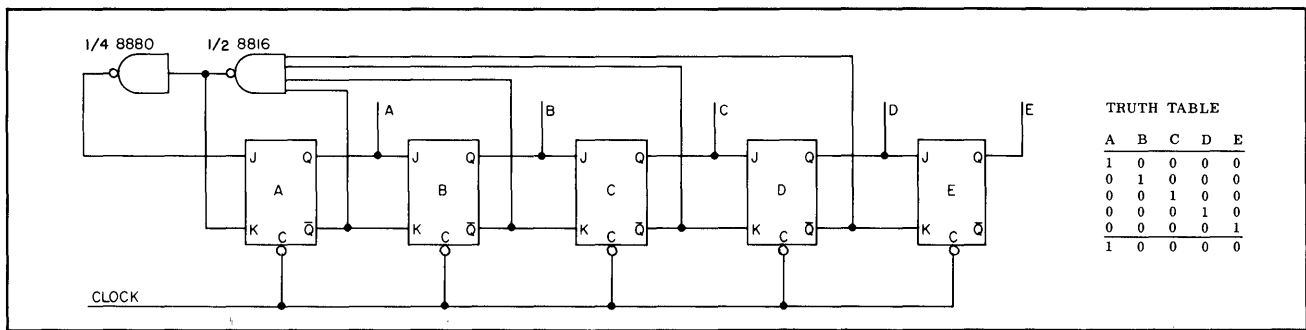 1/4 8880
1/2 8816
A
B
C
D
E
TRUTH TABLE
A B C D E
1 0 0 0 0
0 1 0 0 0
0 0 1 0 0
0 0 0 1 0
0 0 0 0 1
1 0 0 0 0
J Q
J Q
J Q
J Q
J Q
A
B
C
D
E
K C Q̄
K C Q̄
K C Q̄
K C Q̄
K C Q̄
CLOCK